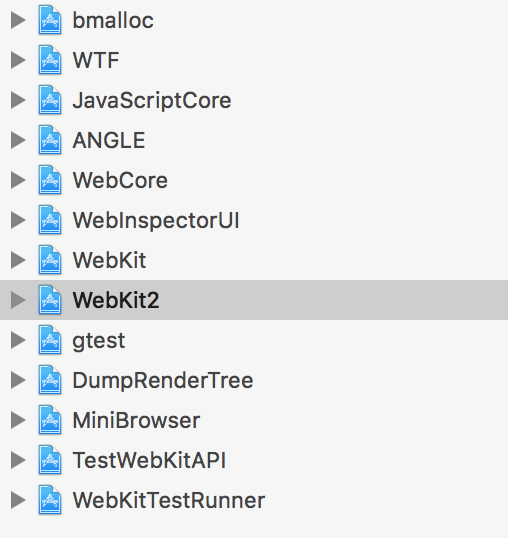 bmalloc
WTF
JavaScriptCore
ANGLE
WebCore
WebInspectorUI
WebKit
WebKit2
gtest
DumpRenderTree
MiniBrowser
TestWebKitAPI
WebKitTestRunner